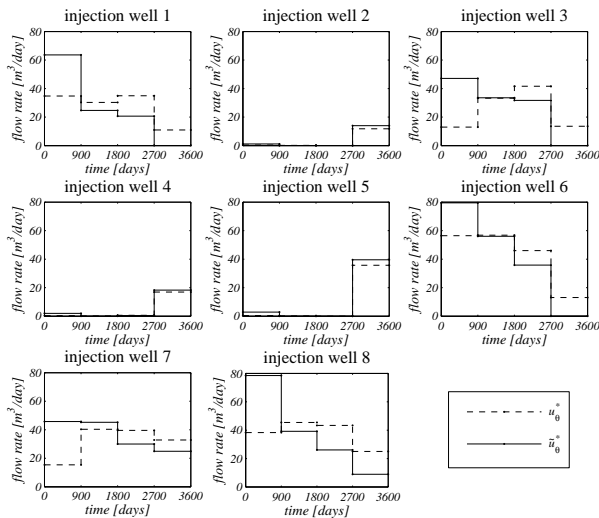 injection well 1
flow rate [m³/day]
80
60
40
20
0
0 900 1800 2700 3600
time [days]
injection well 2
flow rate [m³/day]
80
60
40
20
0
0 900 1800 2700 3600
time [days]
injection well 3
flow rate [m³/day]
80
60
40
20
0
0 900 1800 2700 3600
time [days]
injection well 4
flow rate [m³/day]
80
60
40
20
0
0 900 1800 2700 3600
time [days]
injection well 5
flow rate [m³/day]
80
60
40
20
0
0 900 1800 2700 3600
time [days]
injection well 6
flow rate [m³/day]
80
60
40
20
0
0 900 1800 2700 3600
time [days]
injection well 7
flow rate [m³/day]
80
60
40
20
0
0 900 1800 2700 3600
time [days]
injection well 8
flow rate [m³/day]
80
60
40
20
0
0 900 1800 2700 3600
time [days]
u*θ
ũ*θ